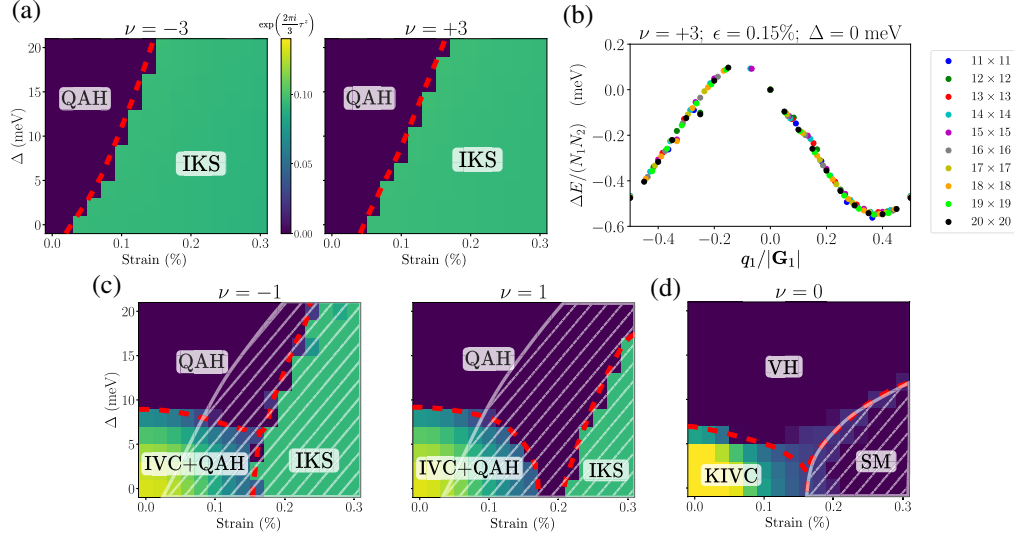 (a)
ν = −3
exp(2πi/3 τᶻ)
ν = +3
20
15
10
5
0
Δ (meV)
QAH
IKS
0.10
0.05
0.00
QAH
IKS
0.0 0.1 0.2 0.3
Strain (%)
0.0 0.1 0.2 0.3
Strain (%)
(b)
ν = +3; ϵ = 0.15%; Δ = 0 meV
0.2
0.0
−0.2
−0.4
−0.6
ΔE/(N₁N₂) (meV)
−0.4 −0.2 0.0 0.2 0.4
q₁/|G₁|
11 × 11
12 × 12
13 × 13
14 × 14
15 × 15
16 × 16
17 × 17
18 × 18
19 × 19
20 × 20
(c)
ν = −1
ν = 1
20
15
10
5
0
Δ (meV)
QAH
IVC+QAH
IKS
QAH
IVC+QAH
IKS
0.0 0.1 0.2 0.3
Strain (%)
0.0 0.1 0.2 0.3
Strain (%)
(d)
ν = 0
VH
KIVC
SM
0.0 0.1 0.2 0.3
Strain (%)